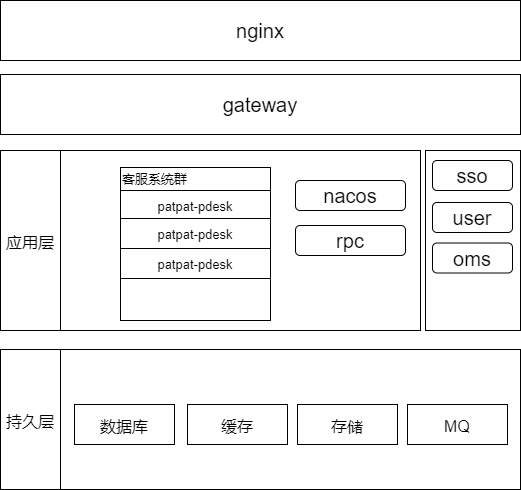 nginx
gateway
应用层
客服系统群
patpat-pdesk
patpat-pdesk
patpat-pdesk
nacos
rpc
sso
user
oms
持久层
数据库
缓存
存储
MQ